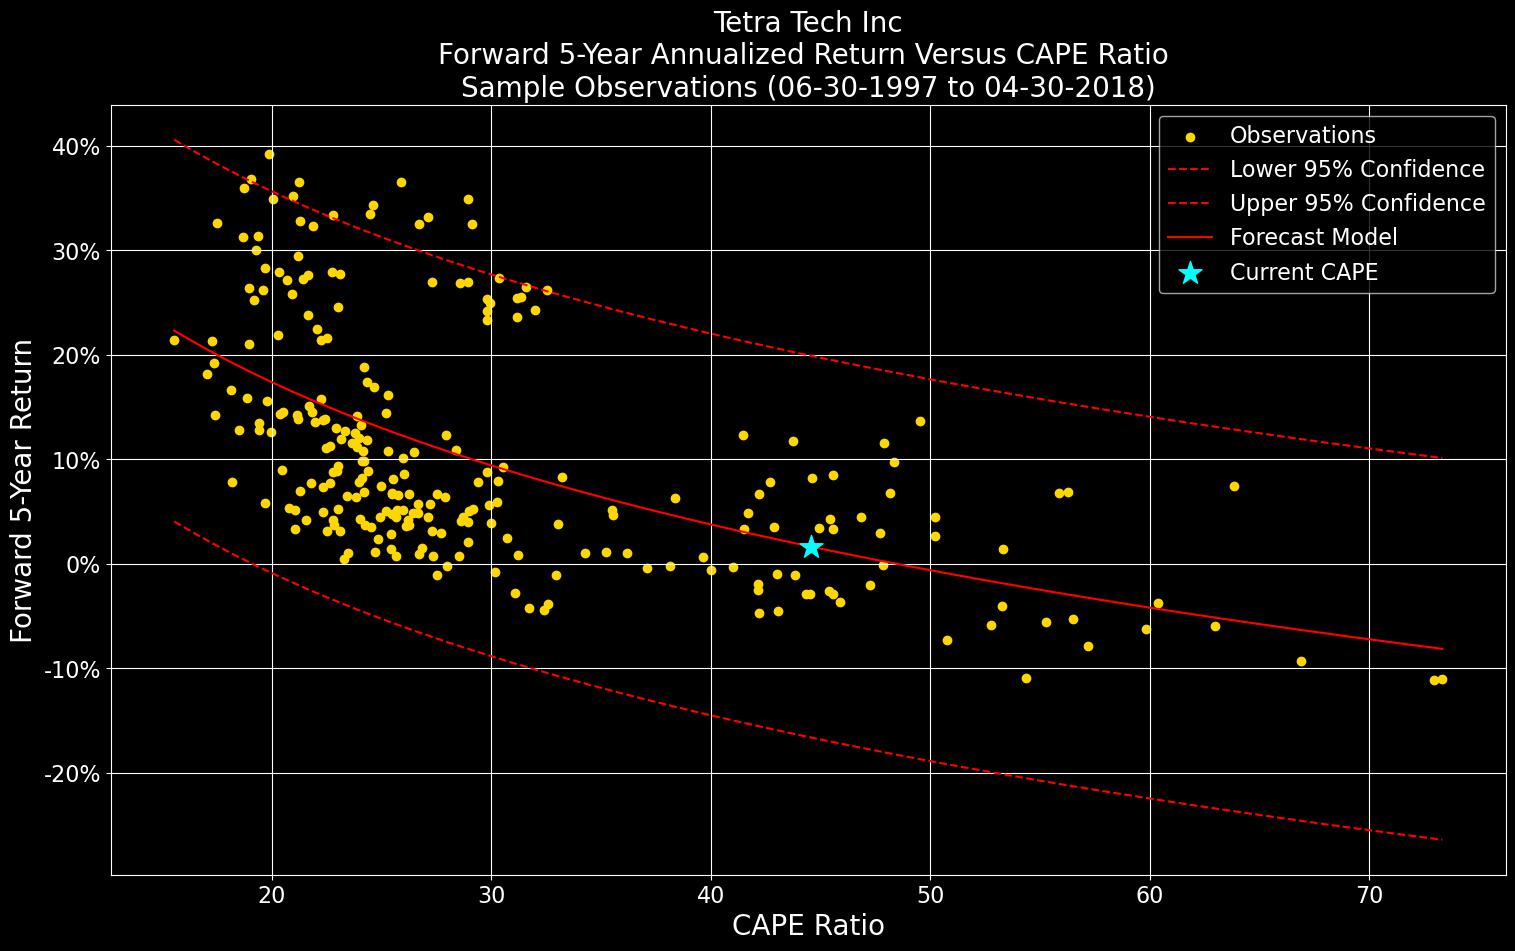 Tetra Tech Inc
Forward 5-Year Annualized Return Versus CAPE Ratio
Sample Observations (06-30-1997 to 04-30-2018)
Observations
Lower 95% Confidence
Upper 95% Confidence
Forecast Model
Current CAPE
Forward 5-Year Return
40%
30%
20%
10%
0%
-10%
-20%
20 30 40 50 60 70
CAPE Ratio